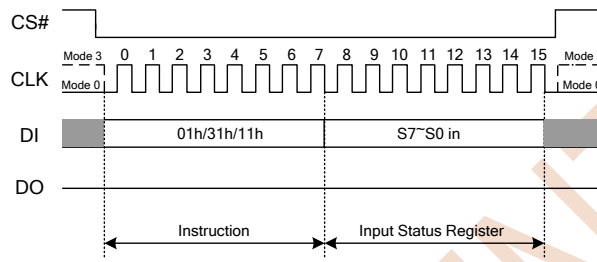 CS#
Mode 3 0 1 2 3 4 5 6 7 8 9 10 11 12 13 14 15 Mode
CLK
Mode 0 Mode
DI 01h/31h/11h S7~S0 in
DO
Instruction Input Status Register